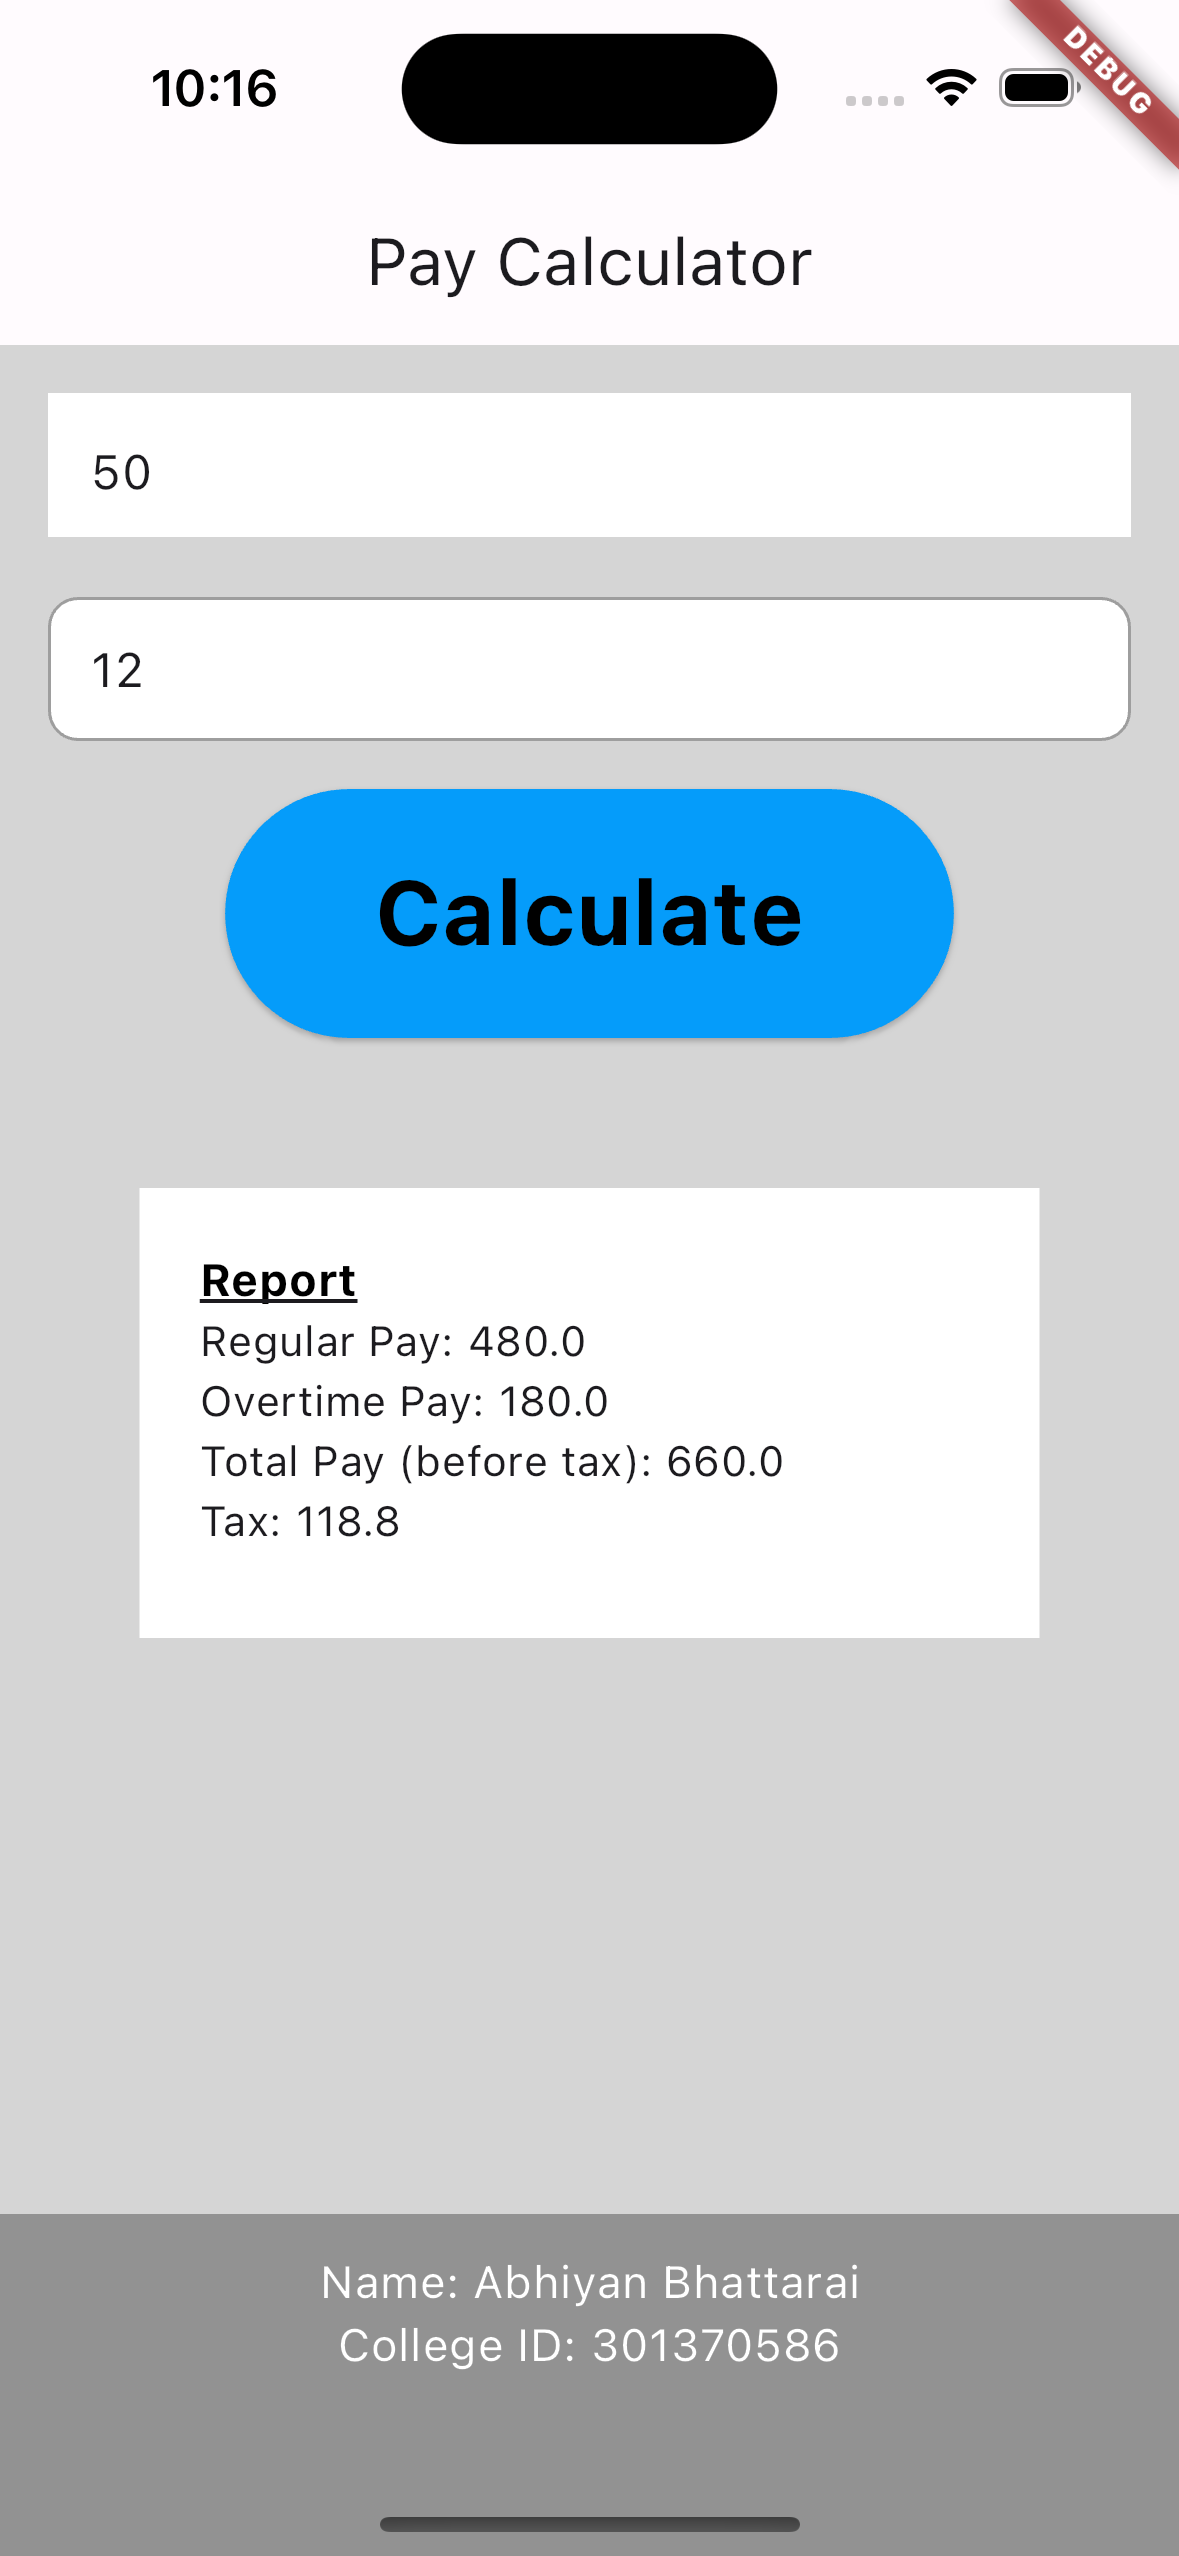 10:16
DEBUG
Pay Calculator
50
12
Calculate
Report
Regular Pay: 480.0
Overtime Pay: 180.0
Total Pay (before tax): 660.0
Tax: 118.8
Name: Abhiyan Bhattarai
College ID: 301370586